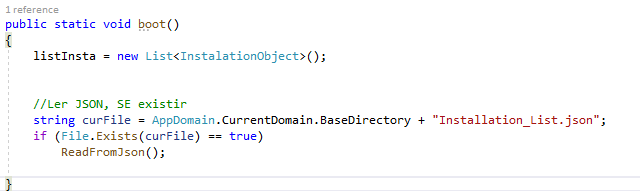 1 reference
public static void boot()
{
listInsta = new List<InstalationObject>();
//Ler JSON, SE existir
string curFile = AppDomain.CurrentDomain.BaseDirectory + "Installation_List.json";
if (File.Exists(curFile) == true)
ReadFromJson();
}